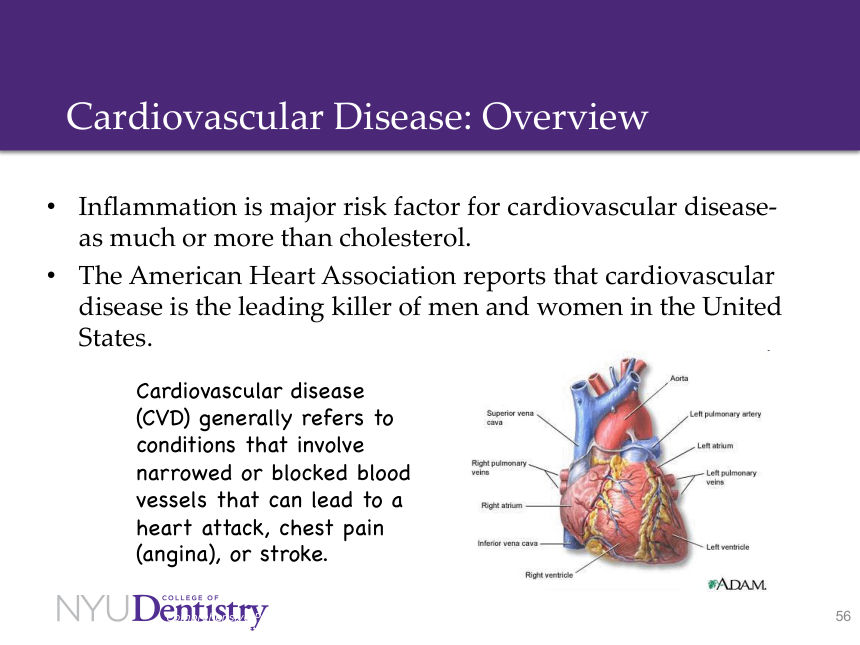 Cardiovascular Disease: Overview
• Inflammation is major risk factor for cardiovascular disease-
as much or more than cholesterol.
• The American Heart Association reports that cardiovascular
disease is the leading killer of men and women in the United
States.
Cardiovascular disease
(CVD) generally refers to
conditions that involve
narrowed or blocked blood
vessels that can lead to a
heart attack, chest pain
(angina), or stroke.
Aorta
Superior vena
cava
Left pulmonary artery
Left atrium
Right pulmonary
veins
Left pulmonary
veins
Right atrium
Inferior vena cava
Left ventricle
Right ventricle
ADAM.
COLLEGE OF
NYU Dentistry
56